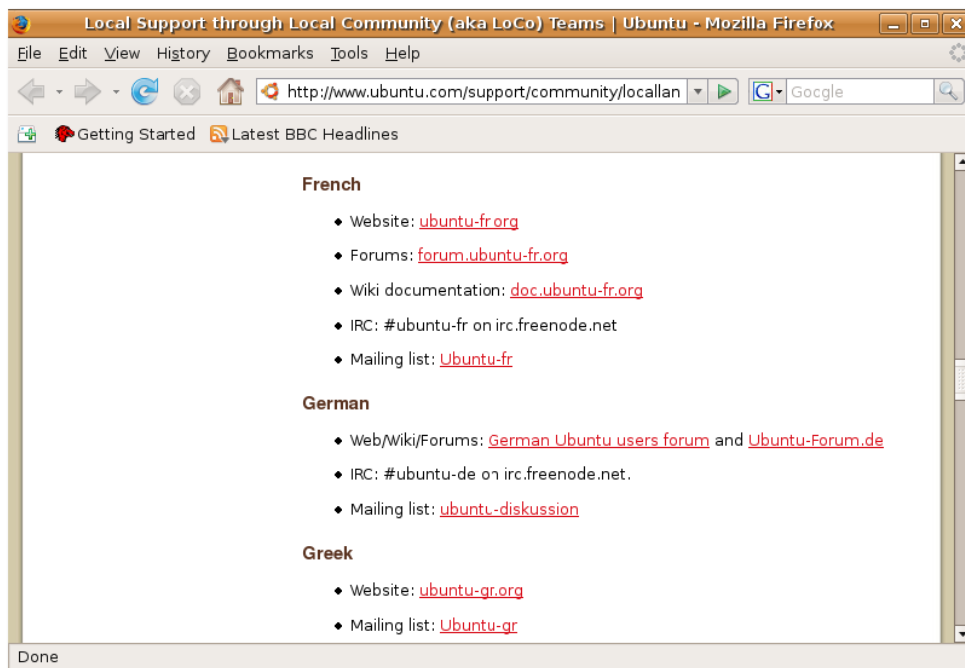 Local Support through Local Community (aka LoCo) Teams | Ubuntu - Mozilla Firefox
File Edit View History Bookmarks Tools Help
http://www.ubuntu.com/support/community/locallan G Google
Getting Started Latest BBC Headlines
French
Website: ubuntu-fr.org
Forums: forum.ubuntu-fr.org
Wiki documentation: doc.ubuntu-fr.org
IRC: #ubuntu-fr on irc.freenode.net
Mailing list: Ubuntu-fr
German
Web/Wiki/Forums: German Ubuntu users forum and Ubuntu-Forum.de
IRC: #ubuntu-de on irc.freenode.net.
Mailing list: ubuntu-diskussion
Greek
Website: ubuntu-gr.org
Mailing list: Ubuntu-gr
Done